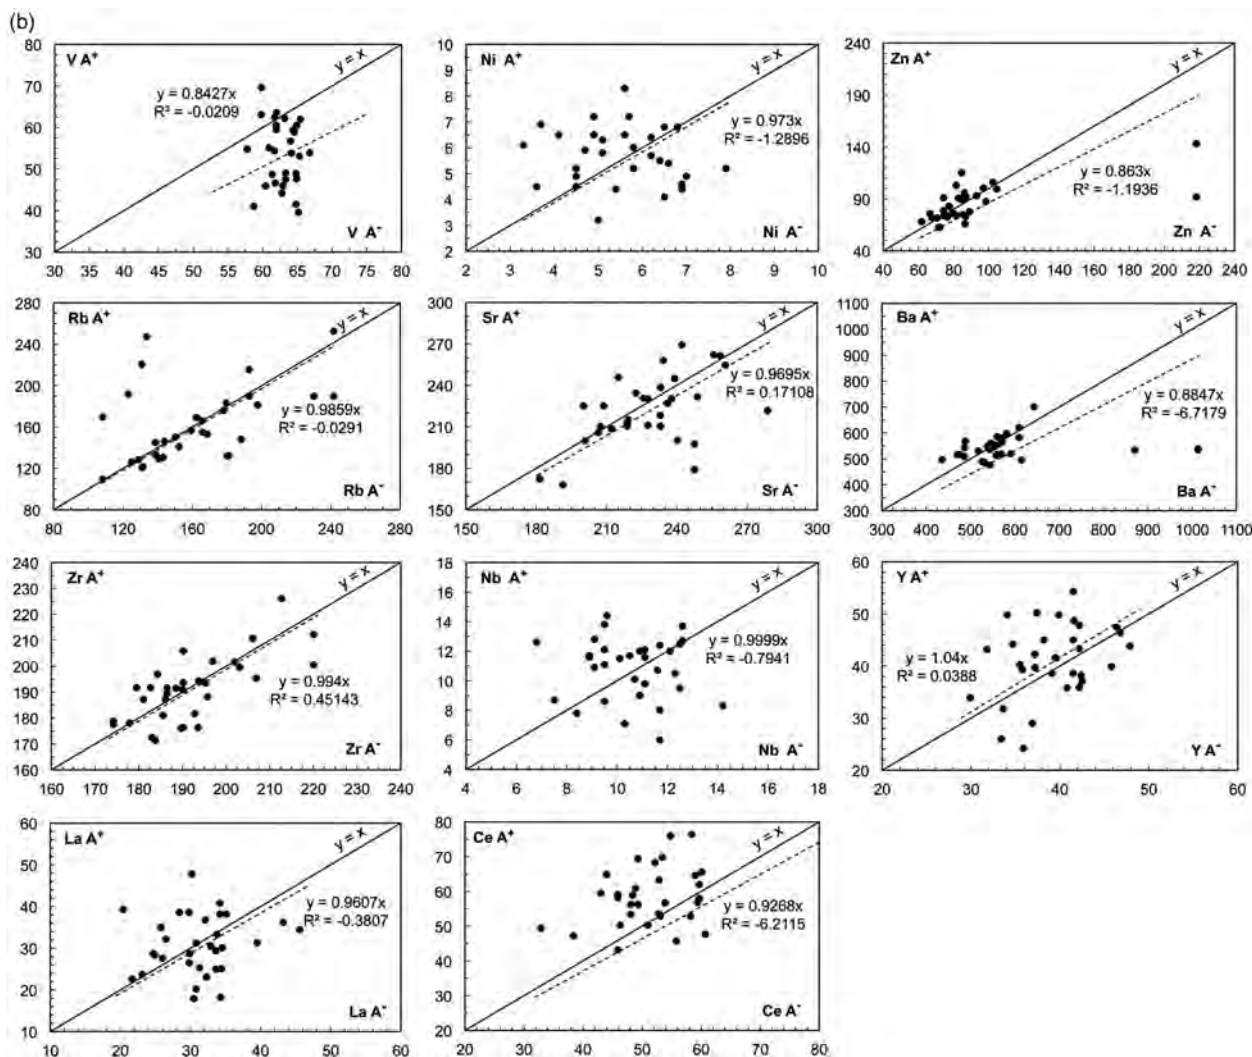 (b)
80
70
60
50
40
30
V A⁺
y = x
y = 0.8427x
R² = -0.0209
V A⁻
30 35 40 45 50 55 60 65 70 75 80
10
9
8
7
6
5
4
3
2
Ni A⁺
y = x
y = 0.973x
R² = -1.2896
Ni A⁻
2 3 4 5 6 7 8 9 10
240
190
140
90
40
Zn A⁺
y = x
y = 0.863x
R² = -1.1936
Zn A⁻
40 60 80 100 120 140 160 180 200 220 240
280
240
200
160
120
80
Rb A⁺
y = x
y = 0.9859x
R² = -0.0291
Rb A⁻
80 120 160 200 240 280
300
270
240
210
180
150
Sr A⁺
y = x
y = 0.9695x
R² = 0.17108
Sr A⁻
150 180 210 240 270 300
1100
1000
900
800
700
600
500
400
300
Ba A⁺
y = x
y = 0.8847x
R² = -6.7179
Ba A⁻
300 400 500 600 700 800 900 1000 1100
240
230
220
210
200
190
180
170
160
Zr A⁺
y = x
y = 0.994x
R² = 0.45143
Zr A⁻
160 170 180 190 200 210 220 230 240
18
16
14
12
10
8
6
4
Nb A⁺
y = x
y = 0.9999x
R² = -0.7941
Nb A⁻
4 6 8 10 12 14 16 18
60
50
40
30
20
Y A⁺
y = x
y = 1.04x
R² = 0.0388
Y A⁻
20 30 40 50 60
60
50
40
30
20
10
La A⁺
y = x
y = 0.9607x
R² = -0.3807
La A⁻
10 20 30 40 50 60
80
70
60
50
40
30
20
Ce A⁺
y = x
y = 0.9268x
R² = -6.2115
Ce A⁻
20 30 40 50 60 70 80